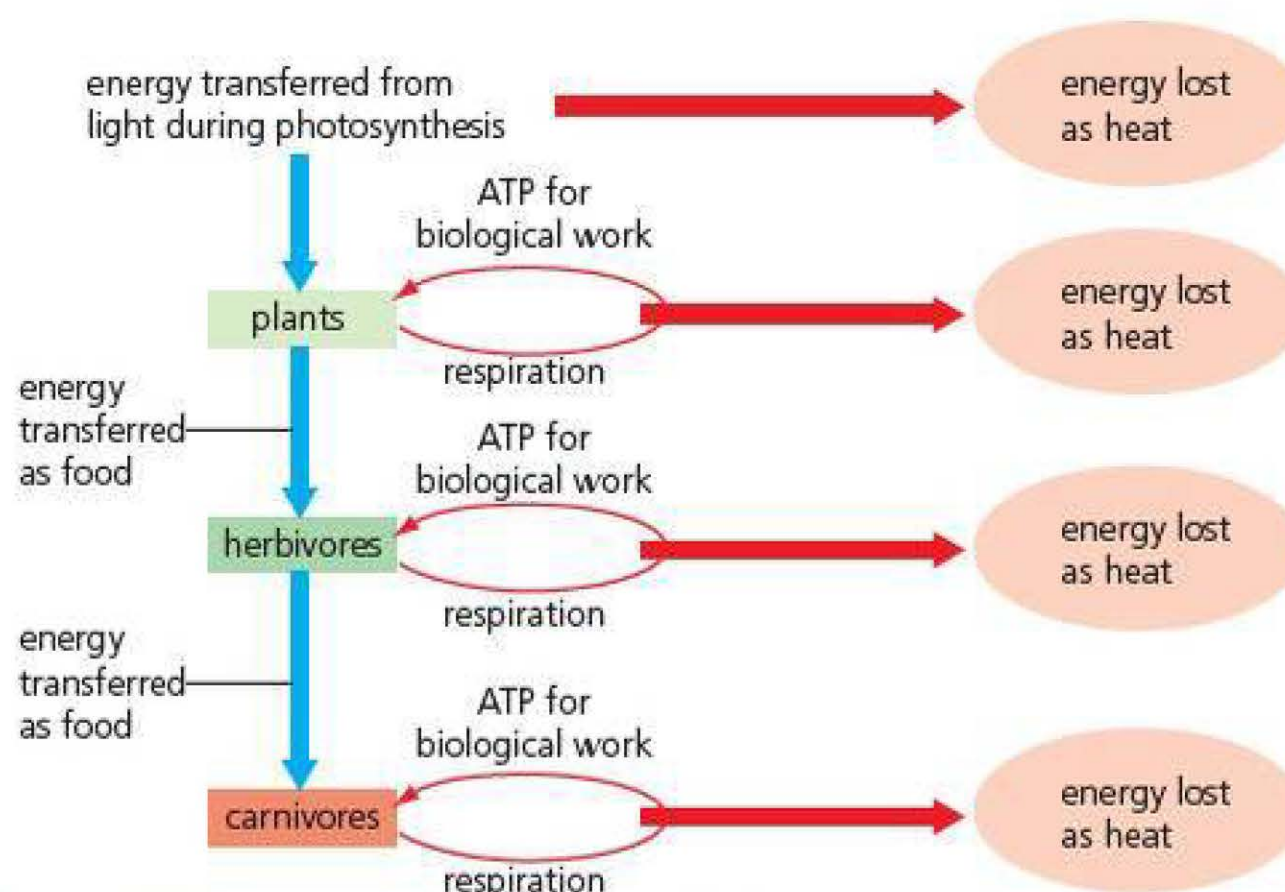 energy transferred from
light during photosynthesis
energy lost
as heat
ATP for
biological work
plants
respiration
energy lost
as heat
energy
transferred
as food
ATP for
biological work
herbivores
respiration
energy lost
as heat
energy
transferred
as food
ATP for
biological work
carnivores
respiration
energy lost
as heat